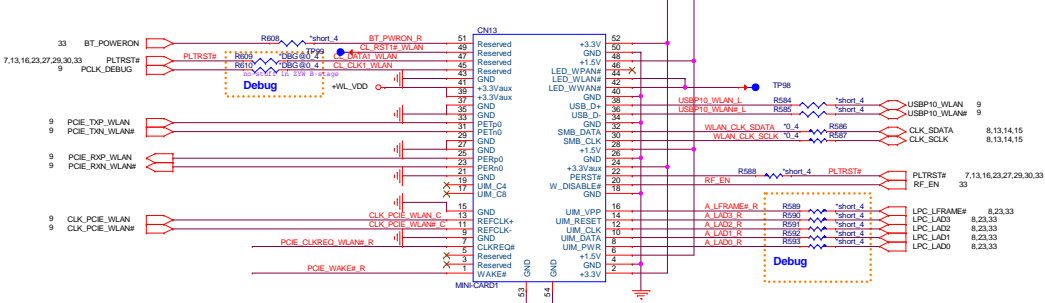 CN13
33 BT_POWERON R608 *short_4 BT_PWRON_R 51 Reserved +3.3V 52
TP99 CL_RST1#_WLAN 49 Reserved GND 50
7,13,16,23,27,29,30,33 PLTRST# PLTRST# R609 *DBG@0_4 CL_DATA1_WLAN 47 Reserved +1.5V 48
9 PCLK_DEBUG R610 *DBG@0_4 CL_CLK1_WLAN 45 Reserved LED_WPAN# 46
no-stuff in ZYW B-stage 43 GND LED_WLAN# 44
Debug +WL_VDD 41 +3.3Vaux LED_WWAN# 42 TP98
39 +3.3Vaux GND 40
37 GND USB_D+ 38 USBP10_WLAN_L R584 *short_4 USBP10_WLAN 9
35 GND USB_D- 36 USBP10_WLAN#_L R585 *short_4 USBP10_WLAN# 9
9 PCIE_TXP_WLAN 33 PETp0 GND 34
9 PCIE_TXN_WLAN# 31 PETn0 SMB_DATA 32 WLAN_CLK_SDATA *0_4 R586 CLK_SDATA 8,13,14,15
29 GND SMB_CLK 30 WLAN_CLK_SCLK *0_4 R587 CLK_SCLK 8,13,14,15
27 GND +1.5V 28
9 PCIE_RXP_WLAN 25 PERp0 GND 26
9 PCIE_RXN_WLAN# 23 PERn0 +3.3Vaux 24
21 GND PERST# 22 R588 *short_4 PLTRST# PLTRST# 7,13,16,23,27,29,30,33
19 UIM_C4 W_DISABLE# 20 RF_EN RF_EN 33
17 UIM_C8 GND 18
15 GND UIM_VPP 16 A_LFRAME#_R R589 *short_4 LPC_LFRAME# 8,23,33
9 CLK_PCIE_WLAN CLK_PCIE_WLAN_C 13 REFCLK+ UIM_RESET 14 A_LAD3_R R590 *short_4 LPC_LAD3 8,23,33
9 CLK_PCIE_WLAN# CLK_PCIE_WLAN#_C 11 REFCLK- UIM_CLK 12 A_LAD2_R R591 *short_4 LPC_LAD2 8,23,33
9 GND UIM_DATA 10 A_LAD1_R R592 *short_4 LPC_LAD1 8,23,33
PCIE_CLKREQ_WLAN#_R 7 CLKREQ# UIM_PWR 8 A_LAD0_R R593 *short_4 LPC_LAD0 8,23,33
5 Reserved +1.5V 6
3 Reserved GND 4 Debug
PCIE_WAKE#_R 1 WAKE# +3.3V 2
GND GND
MINI-CARD1
53 54